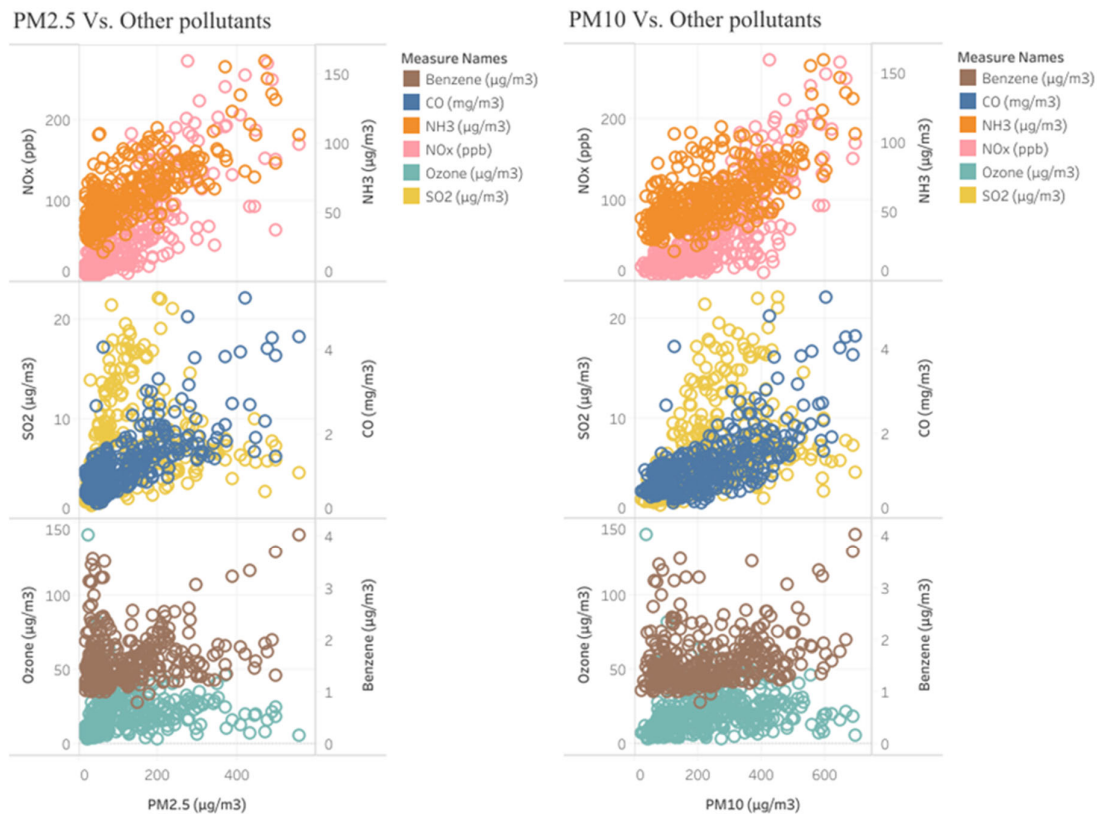 PM2.5 Vs. Other pollutants
NOx (ppb)
200
100
0
150
100
50
0
NH3 (µg/m3)
SO2 (µg/m3)
20
10
0
4
2
0
CO (mg/m3)
Ozone (µg/m3)
150
100
50
0
4
3
2
1
0
Benzene (µg/m3)
0 200 400
PM2.5 (µg/m3)
Measure Names
Benzene (µg/m3)
CO (mg/m3)
NH3 (µg/m3)
NOx (ppb)
Ozone (µg/m3)
SO2 (µg/m3)
PM10 Vs. Other pollutants
NOx (ppb)
200
100
0
150
100
50
0
NH3 (µg/m3)
SO2 (µg/m3)
20
10
0
4
2
0
CO (mg/m3)
Ozone (µg/m3)
150
100
50
0
4
3
2
1
0
Benzene (µg/m3)
0 200 400 600
PM10 (µg/m3)
Measure Names
Benzene (µg/m3)
CO (mg/m3)
NH3 (µg/m3)
NOx (ppb)
Ozone (µg/m3)
SO2 (µg/m3)